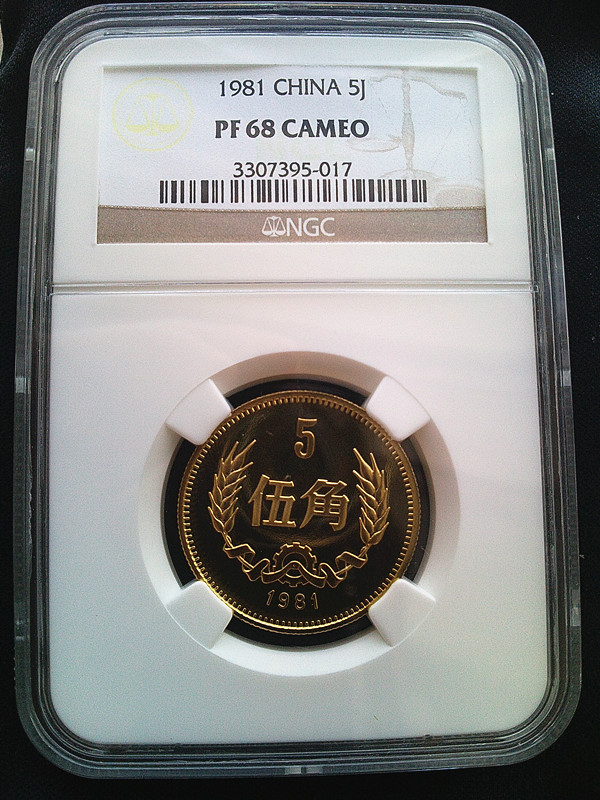 1981 CHINA 5J
PF 68 CAMEO
3307395-017
NGC
5
伍角
1981